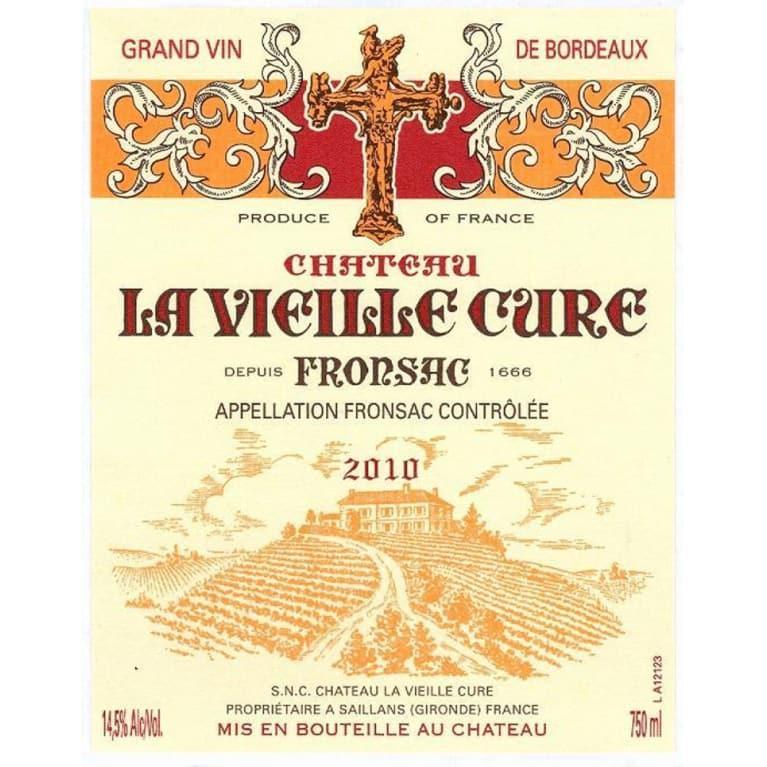 GRAND VIN DE BORDEAUX
PRODUCE OF FRANCE
CHATEAU
LA VIEILLE CURE
DEPUIS FRONSAC 1666
APPELLATION FRONSAC CONTRÔLÉE
2010
S.N.C. CHATEAU LA VIEILLE CURE
PROPRIÉTAIRE A SAILLANS (GIRONDE) FRANCE
14,5% Alc/Vol. MIS EN BOUTEILLE AU CHATEAU 750 ml
L A12123